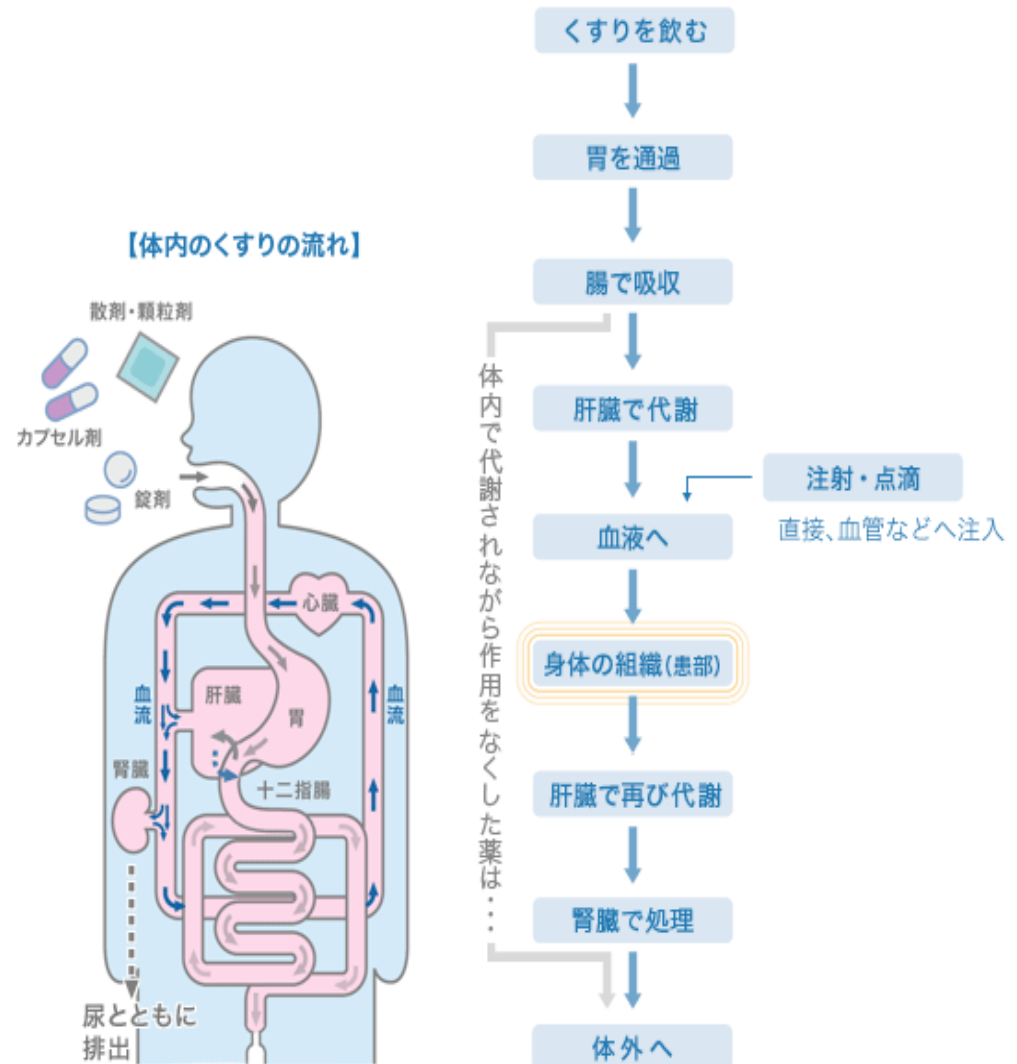 【体内のくすりの流れ】
散剤・顆粒剤
カプセル剤
錠剤
心臓
血流
肝臓
胃
血流
腎臓
十二指腸
尿とともに
排出
くすりを飲む
胃を通過
腸で吸収
肝臓で代謝
注射・点滴
直接、血管などへ注入
血液へ
身体の組織(患部)
肝臓で再び代謝
腎臓で処理
体外へ
体内で代謝されながら作用をなくした薬は・・・